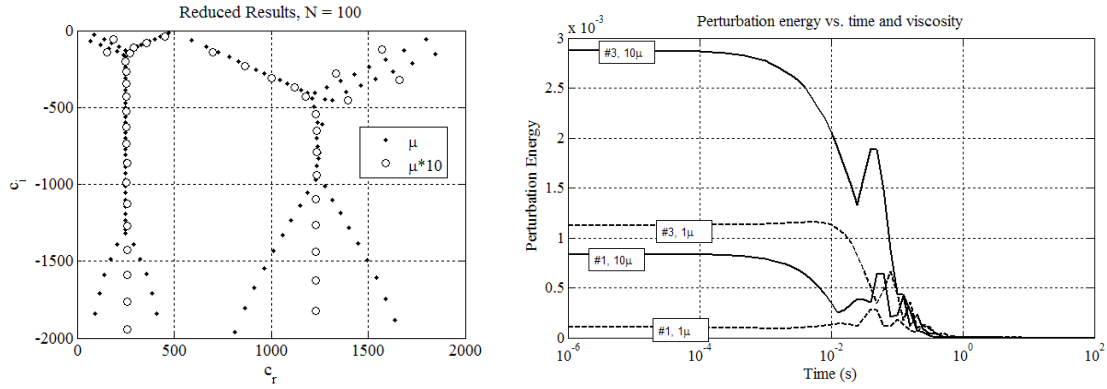 Reduced Results, N = 100
0
-500
-1000
-1500
-2000
0
500
1000
1500
2000
c_i
c_r
μ
μ*10
Perturbation energy vs. time and viscosity
x 10^-3
3
2.5
2
1.5
1
0.5
0
10^-6
10^-4
10^-2
10^0
10^2
Perturbation Energy
Time (s)
#3, 10μ
#3, 1μ
#1, 10μ
#1, 1μ